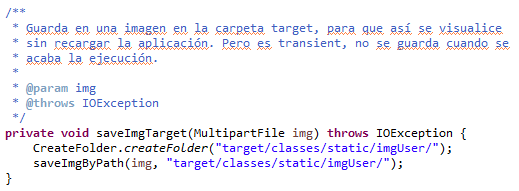 /**
 * Guarda en una imagen en la carpeta target, para que así se visualice
 * sin recargar la aplicación. Pero es transient, no se guarda cuando se
 * acaba la ejecución.
 *
 * @param img
 * @throws IOException
 */
private void saveImgTarget(MultipartFile img) throws IOException {
    CreateFolder.createFolder("target/classes/static/imgUser/");
    saveImgByPath(img, "target/classes/static/imgUser/");
}